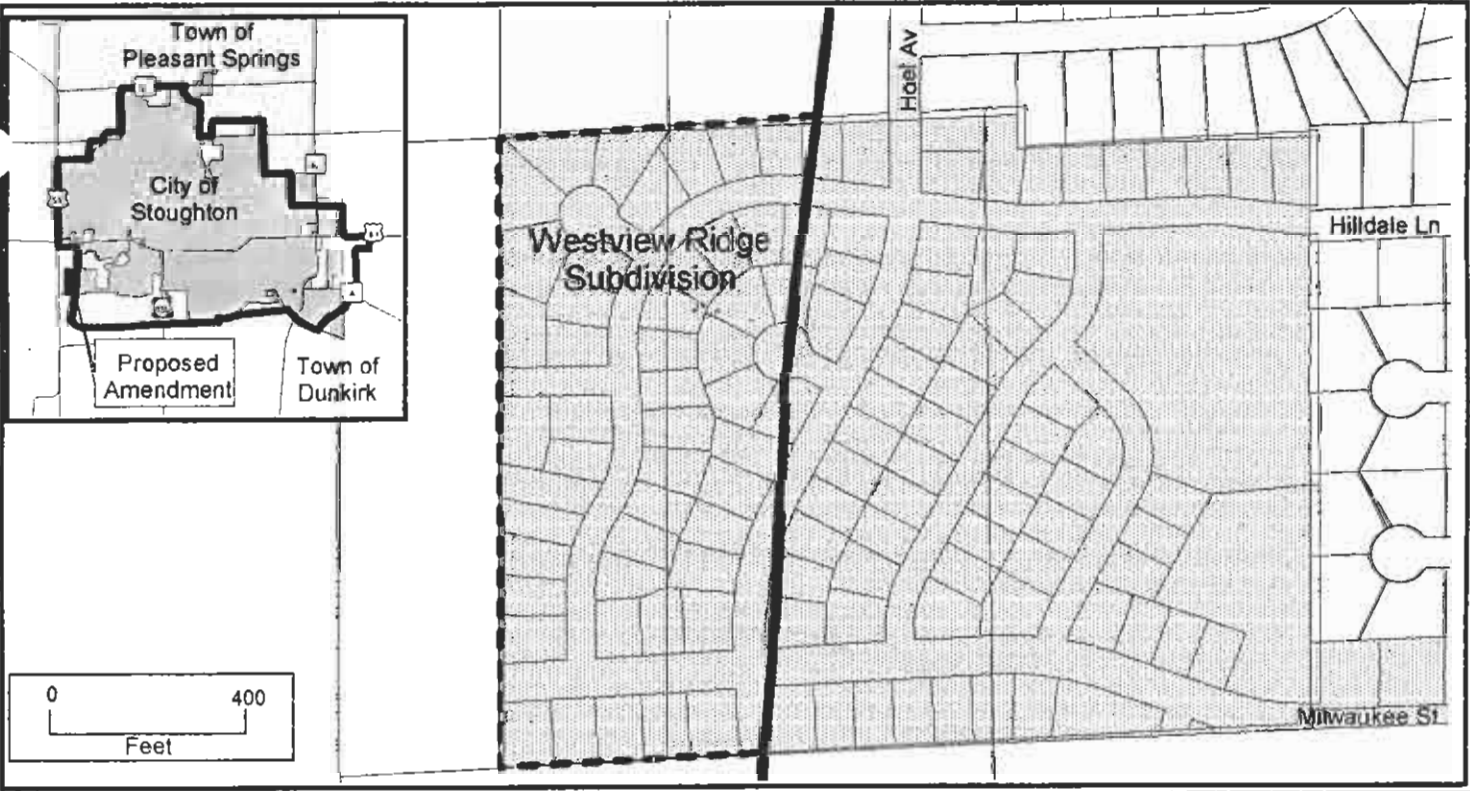 Town of
Pleasant Springs
City of
Stoughton
Proposed
Amendment
Town of
Dunkirk
Hoel Av
Westview Ridge
Subdivision
Hilldale Ln
0 400
Feet
Milwaukee St